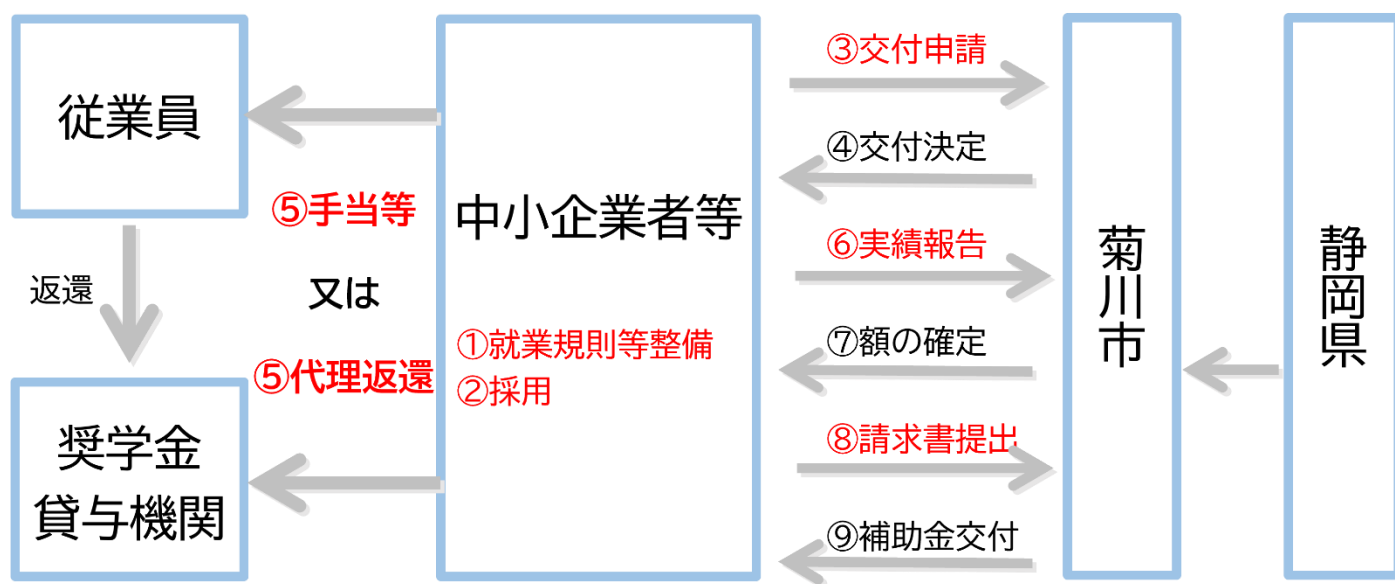 従業員
返還
奨学金
貸与機関
⑤手当等
又は
⑤代理返還
中小企業者等
①就業規則等整備
②採用
③交付申請
④交付決定
⑥実績報告
⑦額の確定
⑧請求書提出
⑨補助金交付
菊川市
静岡県